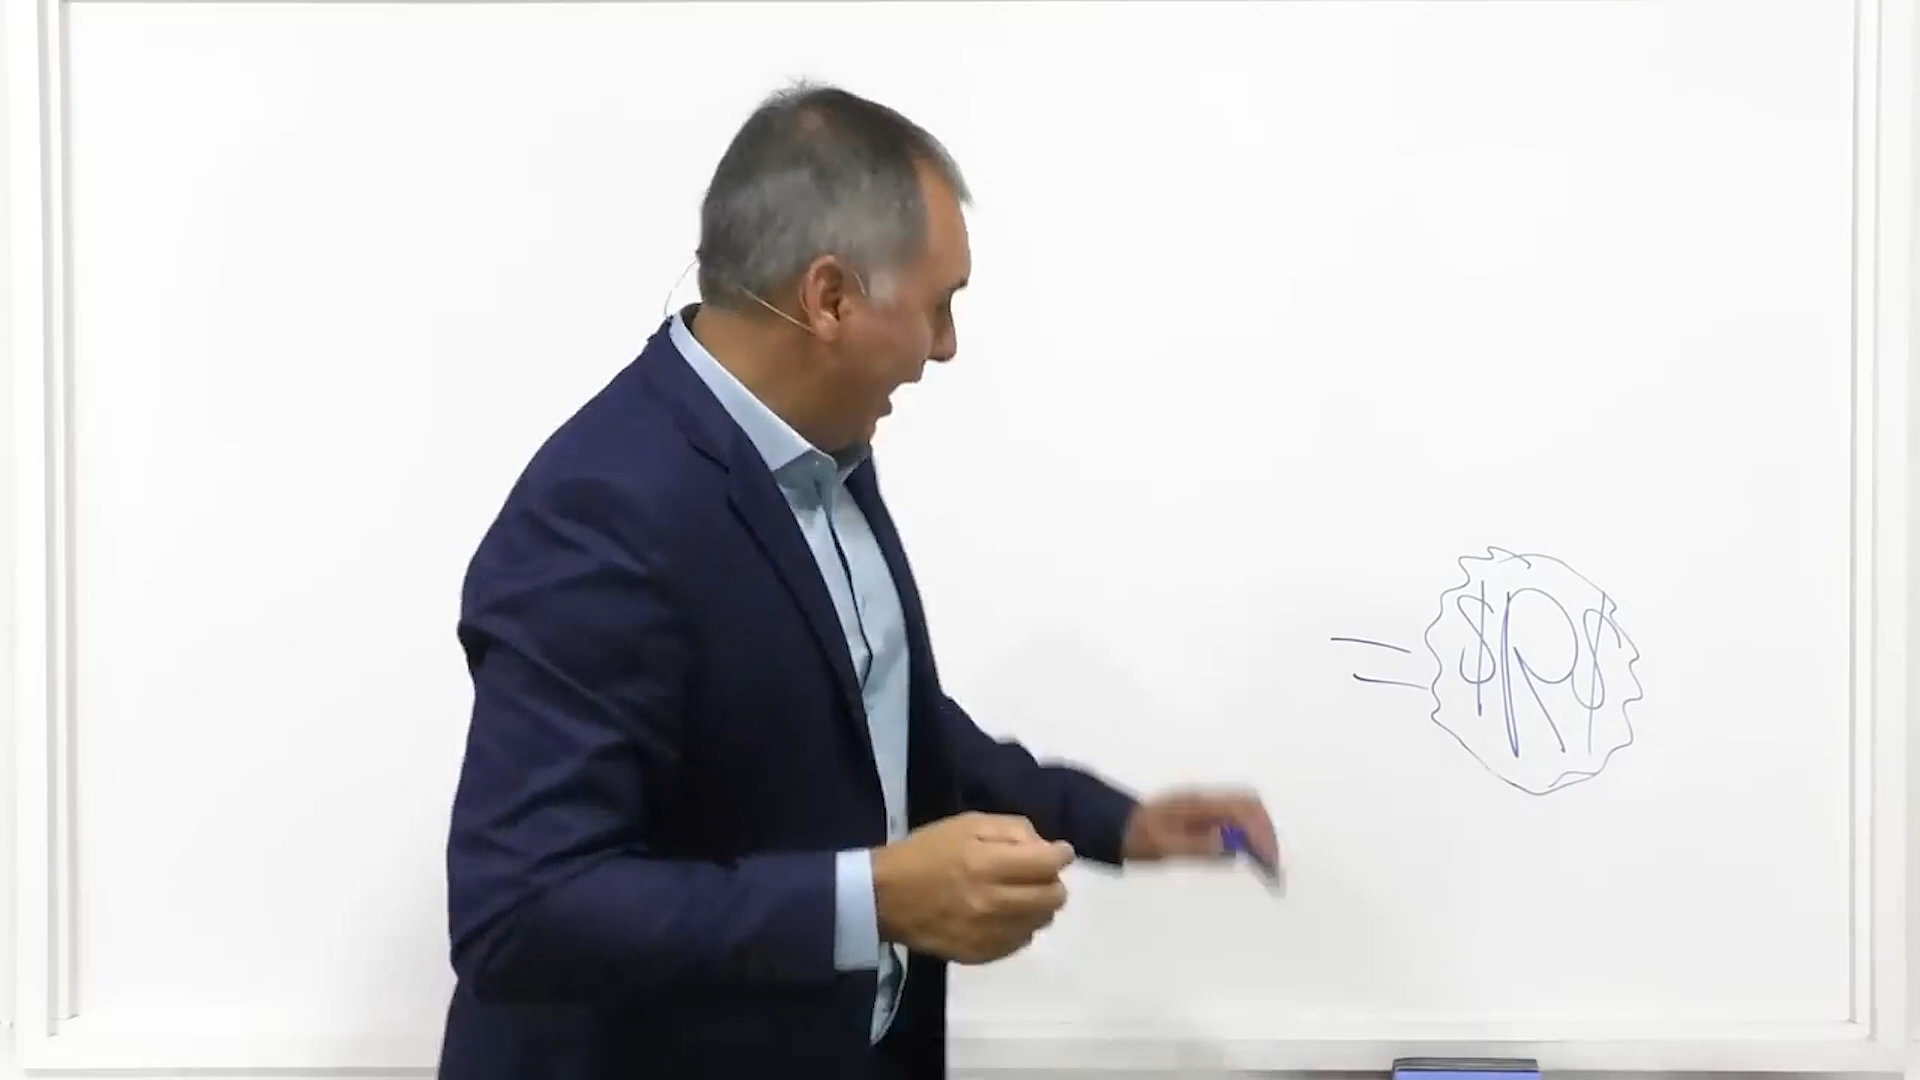 = $R$